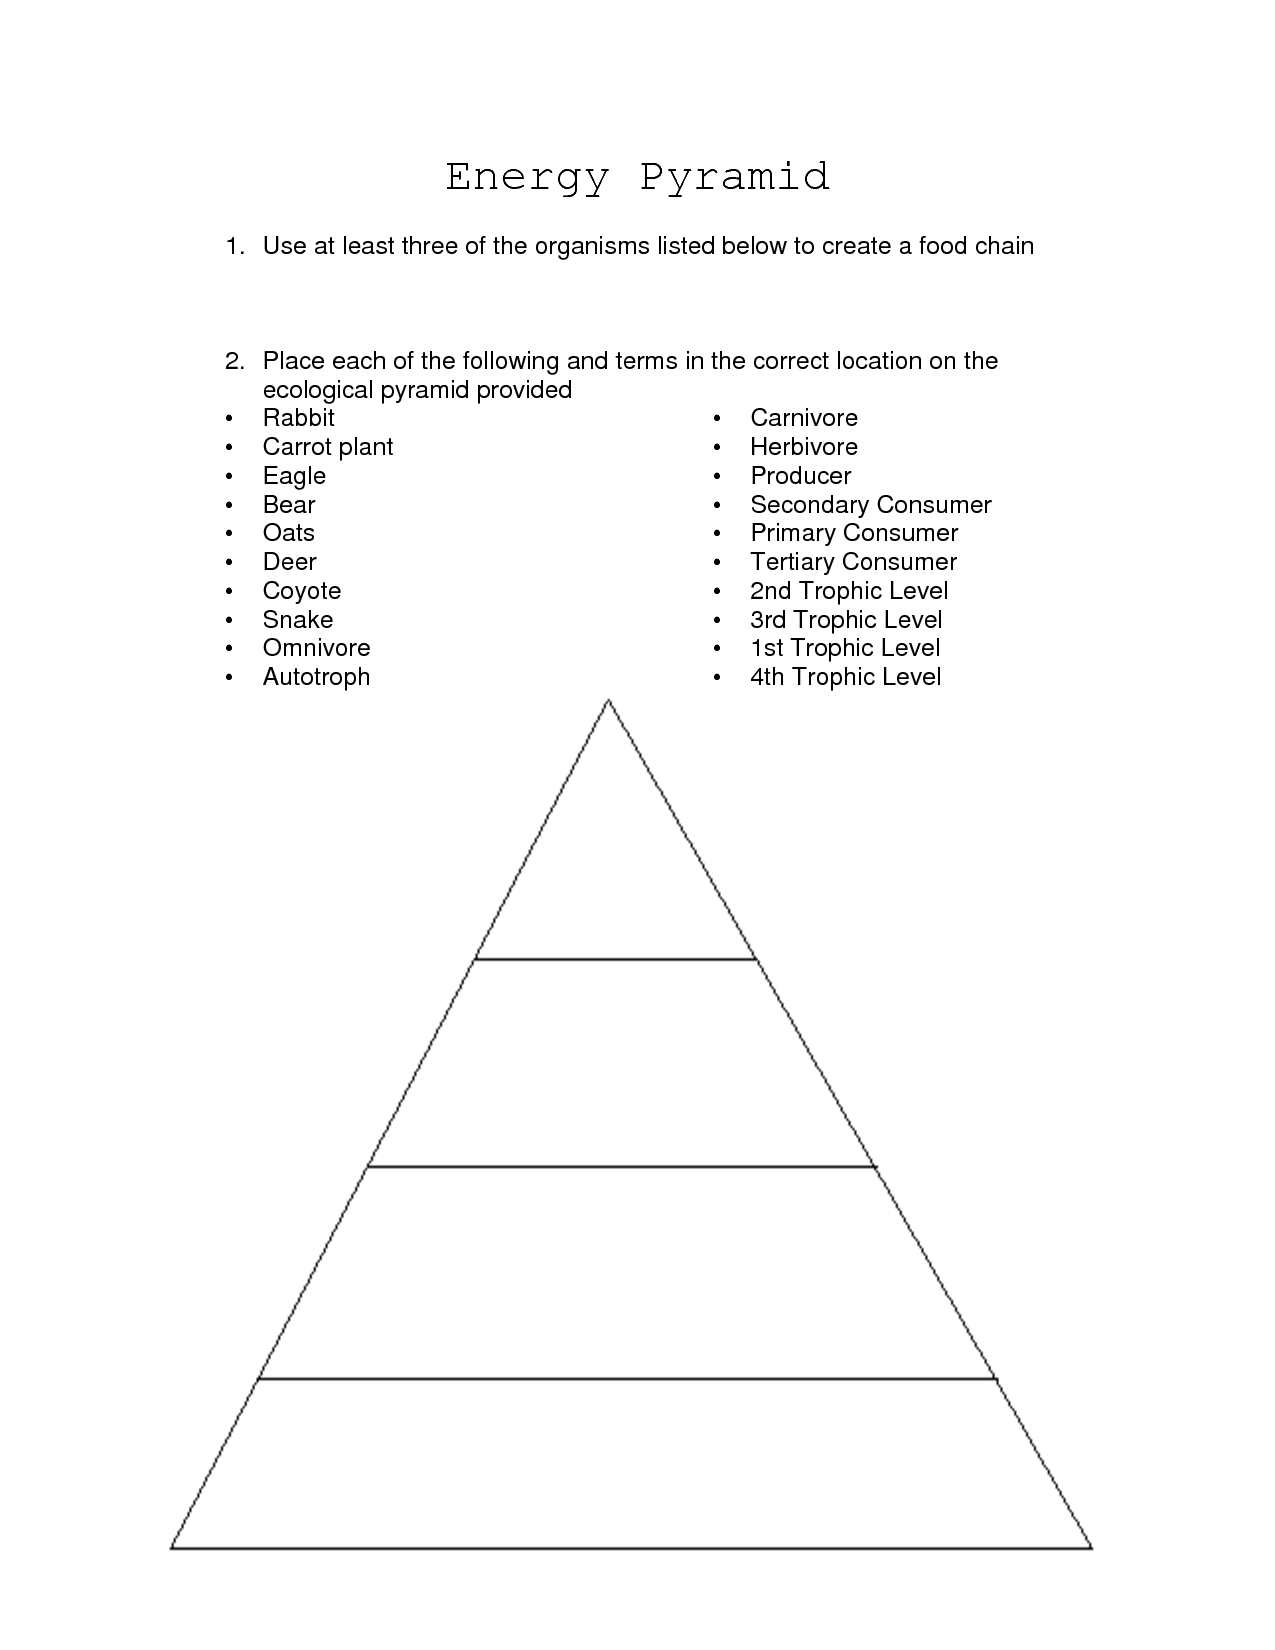 Energy Pyramid
1. Use at least three of the organisms listed below to create a food chain
2. Place each of the following and terms in the correct location on the
ecological pyramid provided
• Rabbit
• Carrot plant
• Eagle
• Bear
• Oats
• Deer
• Coyote
• Snake
• Omnivore
• Autotroph
• Carnivore
• Herbivore
• Producer
• Secondary Consumer
• Primary Consumer
• Tertiary Consumer
• 2nd Trophic Level
• 3rd Trophic Level
• 1st Trophic Level
• 4th Trophic Level